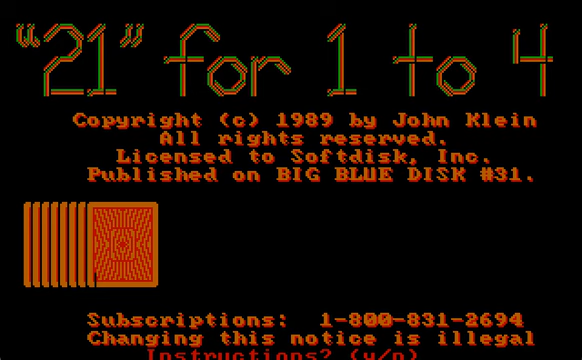 “21” for 1 to 4
Copyright (c) 1989 by John Klein
All rights reserved.
Licensed to Softdisk, Inc.
Published on BIG BLUE DISK #31.
Subscriptions:  1-800-831-2694
Changing this notice is illegal
Instructions? (y/n)